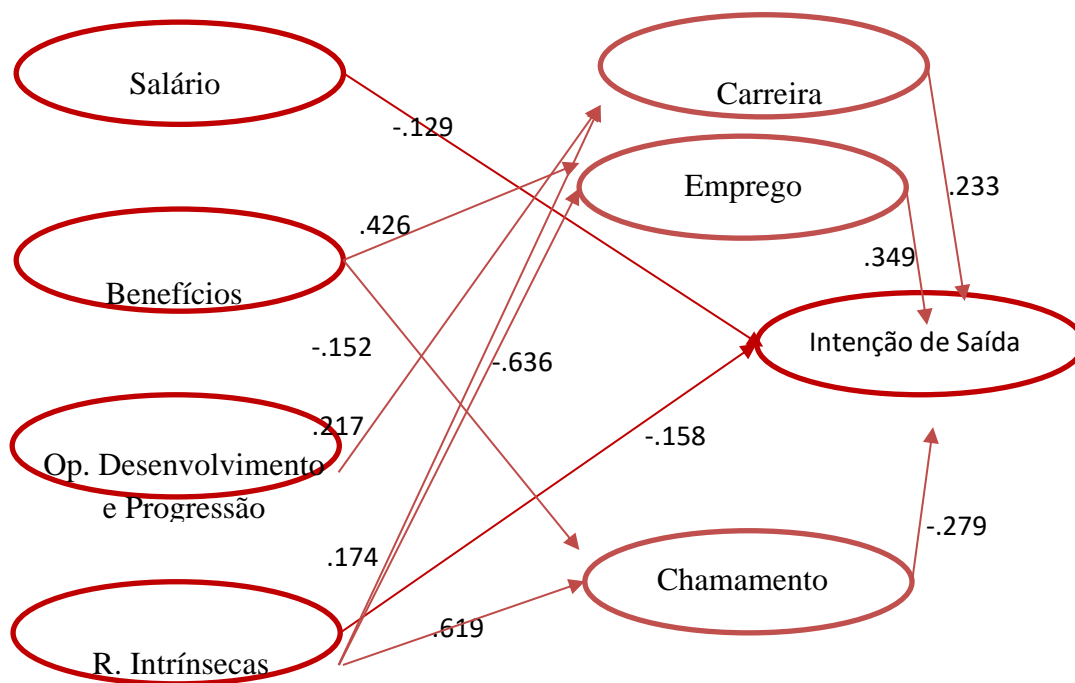 Salário
Carreira
-.129
Emprego
.233
.426
.349
Benefícios
Intenção de Saída
-.152
-.636
.217
-.158
Op. Desenvolvimento
e Progressão
-.279
.174
Chamamento
.619
R. Intrínsecas